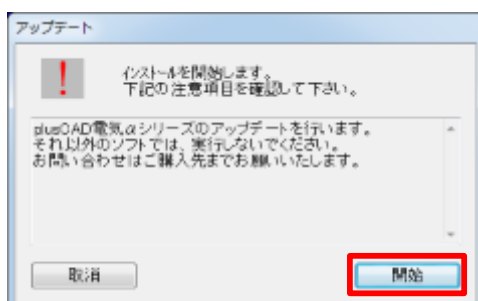 アップデート
インストールを開始します。
下記の注意項目を確認して下さい。
plusCAD電気αシリーズのアップデートを行います。
それ以外のソフトでは、実行しないでください。
お問い合わせはご購入先までお願いいたします。
取消
開始